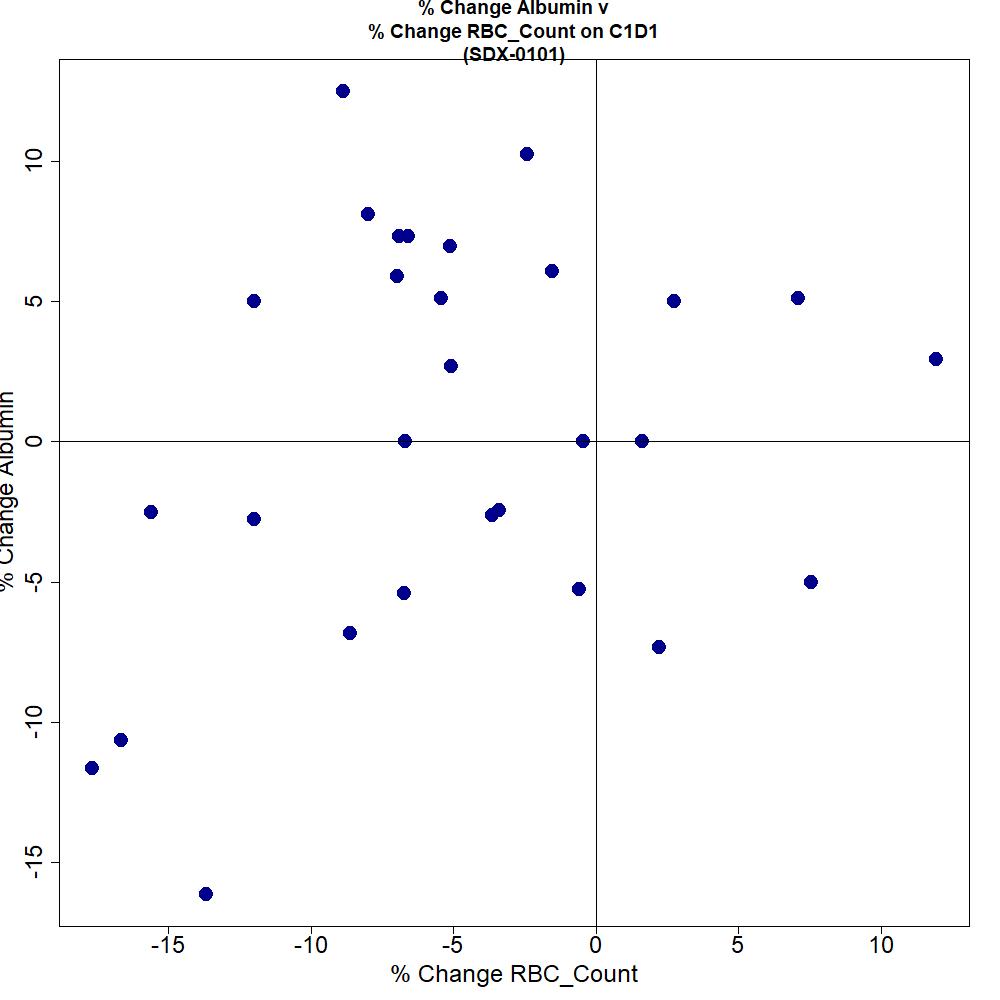 % Change Albumin v
% Change RBC_Count on C1D1
(SDX-0101)
10
5
0
-5
-10
-15
% Change Albumin
-15 -10 -5 0 5 10
% Change RBC_Count